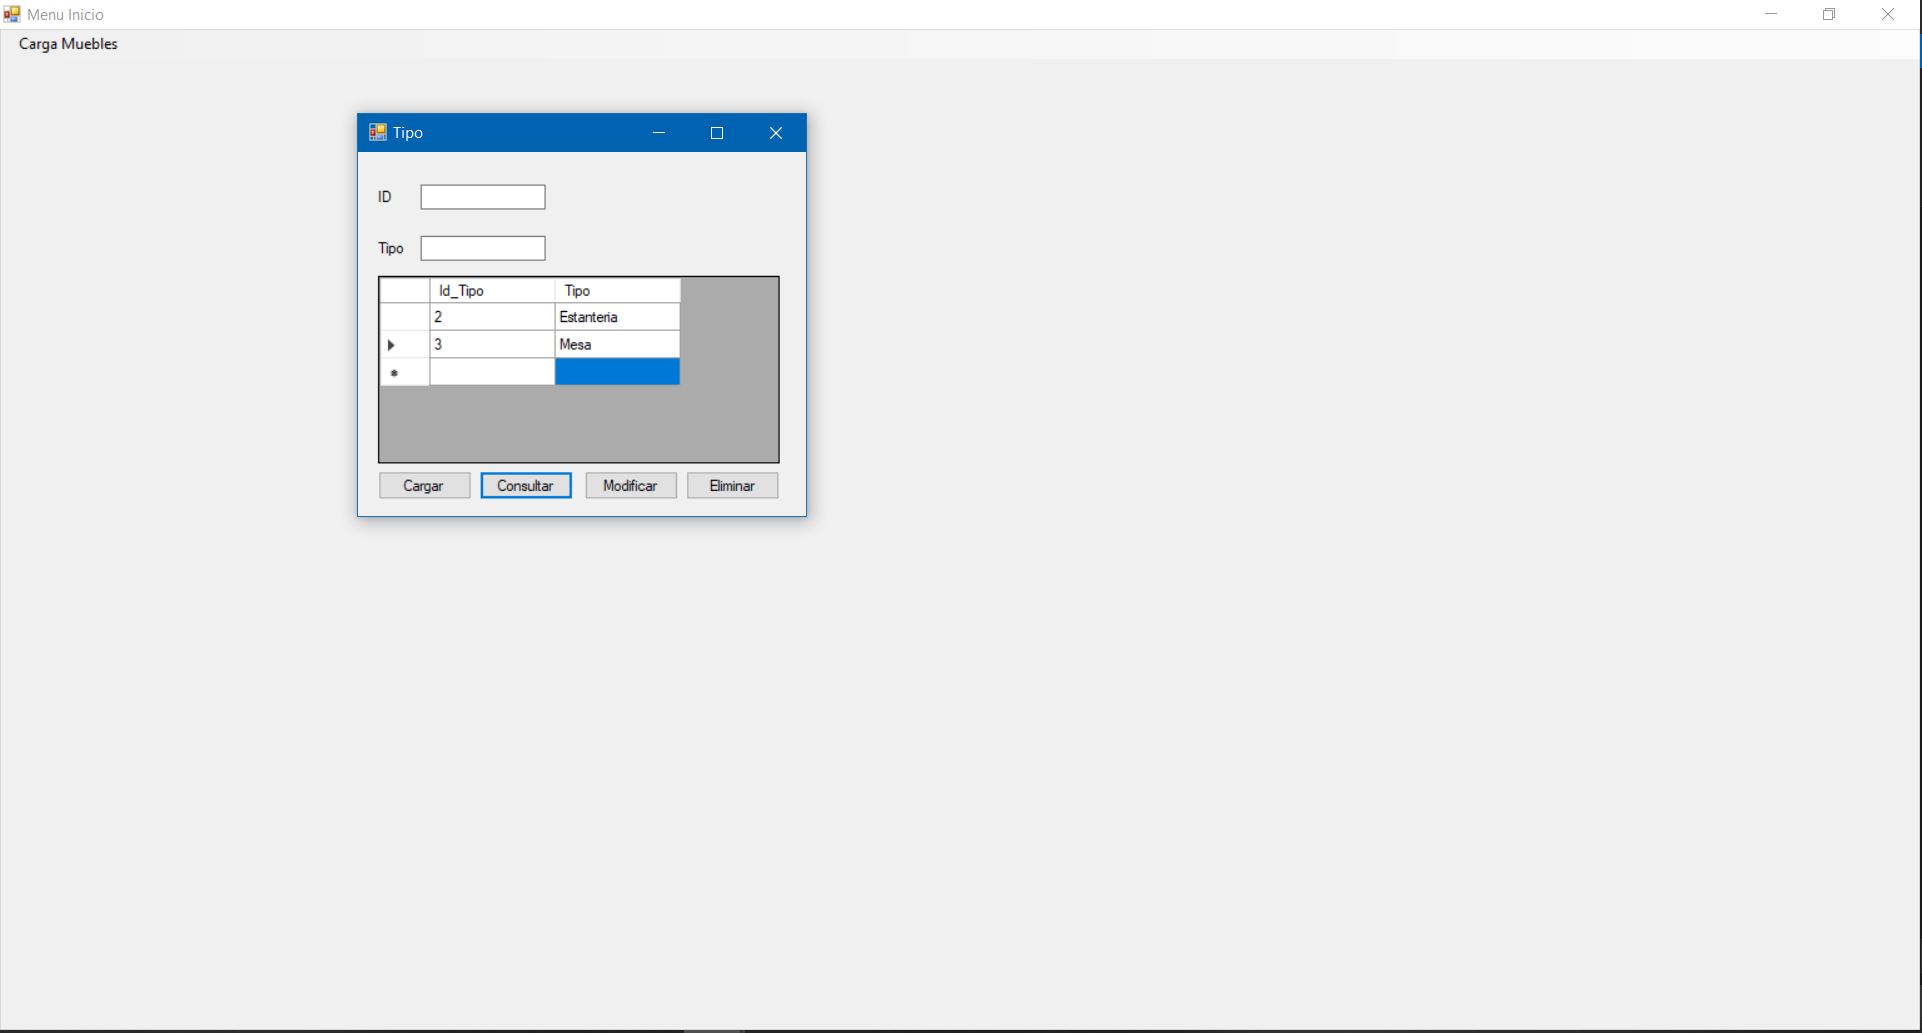 Menu Inicio
Carga Muebles
Tipo
ID
Tipo
Id_Tipo Tipo
2 Estanteria
3 Mesa
Cargar Consultar Modificar Eliminar